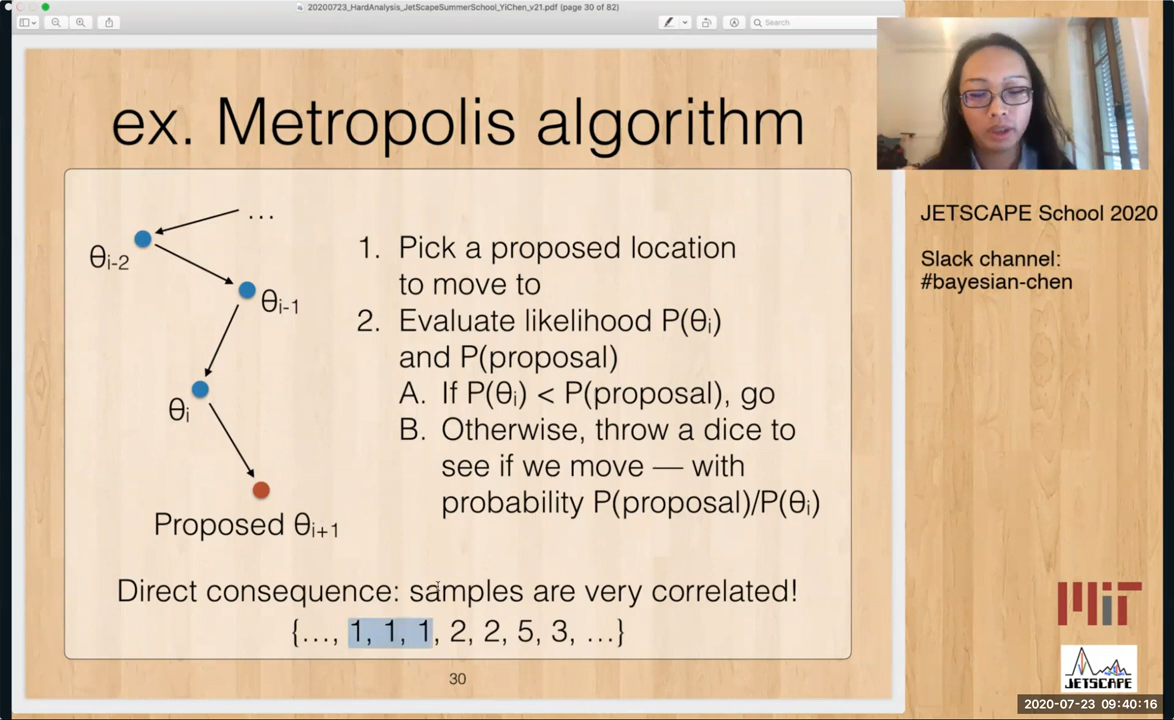 20200723_HardAnalysis_JetScapeSummerSchool_YiChen_v21.pdf (page 30 of 82)
Search
ex. Metropolis algorithm
...
θi-2
θi-1
θi
Proposed θi+1
1. Pick a proposed location
to move to
2. Evaluate likelihood P(θi)
and P(proposal)
A. If P(θi) < P(proposal), go
B. Otherwise, throw a dice to
see if we move — with
probability P(proposal)/P(θi)
Direct consequence: samples are very correlated!
{..., 1, 1, 1, 2, 2, 5, 3, ...}
30
JETSCAPE School 2020
Slack channel:
#bayesian-chen
MIT
JETSCAPE
2020-07-23 09:40:16